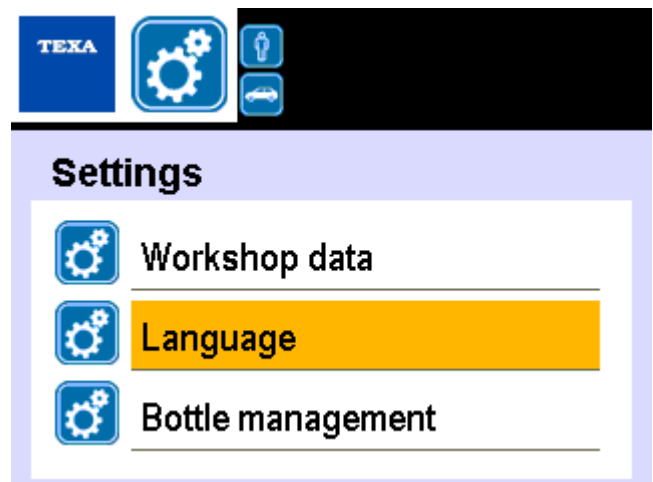 TEXA
Settings
Workshop data
Language
Bottle management